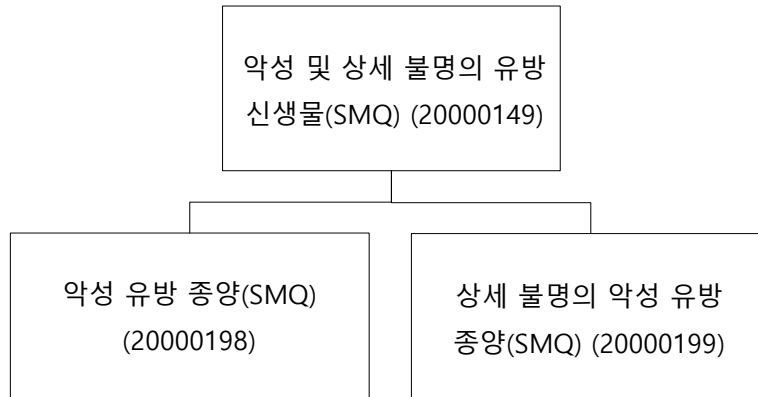 악성 및 상세 불명의 유방
신생물(SMQ) (20000149)
악성 유방 종양(SMQ)
(20000198)
상세 불명의 악성 유방
종양(SMQ) (20000199)